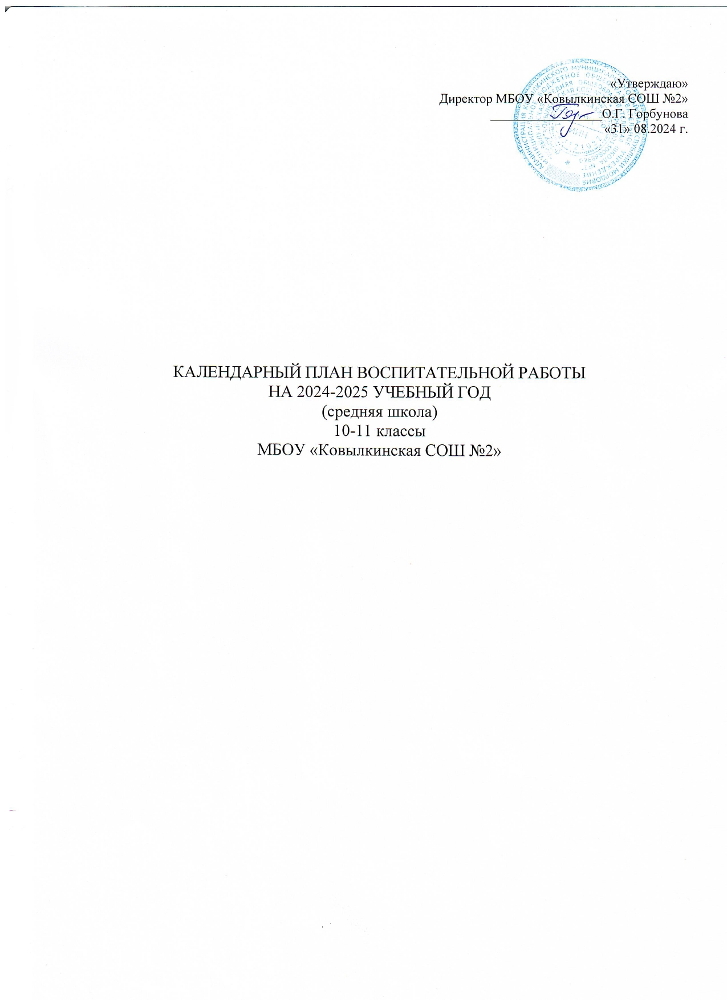 «Утверждаю»
Директор МБОУ «Ковылкинская СОШ №2»
О.Г. Горбунова
«31» 08.2024 г.
КАЛЕНДАРНЫЙ ПЛАН ВОСПИТАТЕЛЬНОЙ РАБОТЫ
НА 2024-2025 УЧЕБНЫЙ ГОД
(средняя школа)
10-11 классы
МБОУ «Ковылкинская СОШ №2»